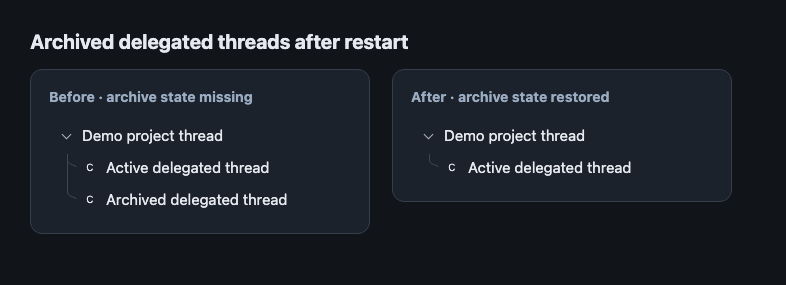 Archived delegated threads after restart
Before · archive state missing
Demo project thread
C Active delegated thread
C Archived delegated thread
After · archive state restored
Demo project thread
C Active delegated thread